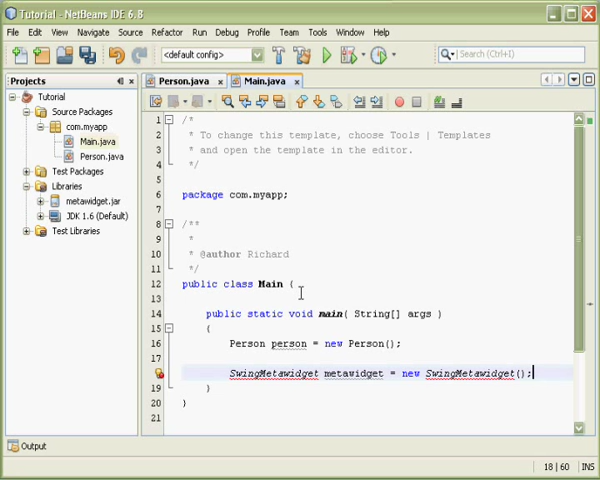 Tutorial - NetBeans IDE 6.8
File Edit View Navigate Source Refactor Run Debug Profile Team Tools Window Help
<default config> Search (Ctrl+I)
Projects
Person.java Main.java
Tutorial
Source Packages
com.myapp
Main.java
Person.java
Test Packages
Libraries
metawidget.jar
JDK 1.6 (Default)
Test Libraries
1 /*
2 * To change this template, choose Tools | Templates
3 * and open the template in the editor.
4 */
5
6 package com.myapp;
7
8 /**
9 *
10 * @author Richard
11 */
12 public class Main {
13
14 public static void main( String[] args )
15 {
16 Person person = new Person();
17
SwingMetawidget metawidget = new SwingMetawidget();
19 }
20 }
21
Output
18 | 60 INS